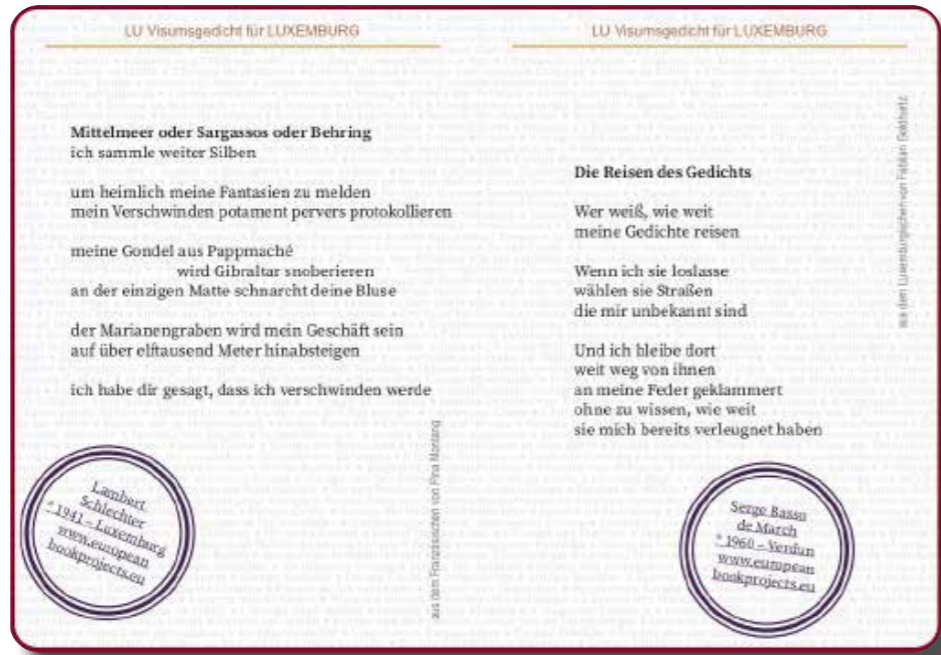 LU Visumsgedicht für LUXEMBURG
Mittelmeer oder Sargassos oder Behring
ich sammle weiter Silben
um heimlich meine Fantasien zu melden
mein Verschwinden potament pervers protokollieren
meine Gondel aus Pappmaché
wird Gibraltar snoberieren
an der einzigen Matte schnarcht deine Bluse
der Marianengraben wird mein Geschäft sein
auf über elftausend Meter hinabsteigen
ich habe dir gesagt, dass ich verschwinden werde
aus dem Französischen von Pina
Lambert
Schlechter
* 1941 – Luxemburg
www.european
bookprojects.eu
LU Visumsgedicht für LUXEMBURG
Die Reisen des Gedichts
Wer weiß, wie weit
meine Gedichte reisen
Wenn ich sie loslasse
wählen sie Straßen
die mir unbekannt sind
Und ich bleibe dort
weit weg von ihnen
an meine Feder geklammert
ohne zu wissen, wie weit
sie mich bereits verleugnet haben
aus dem Luxemburgischen von Fabian
Serge Basso
de March
* 1960 – Verdun
www.european
bookprojects.eu